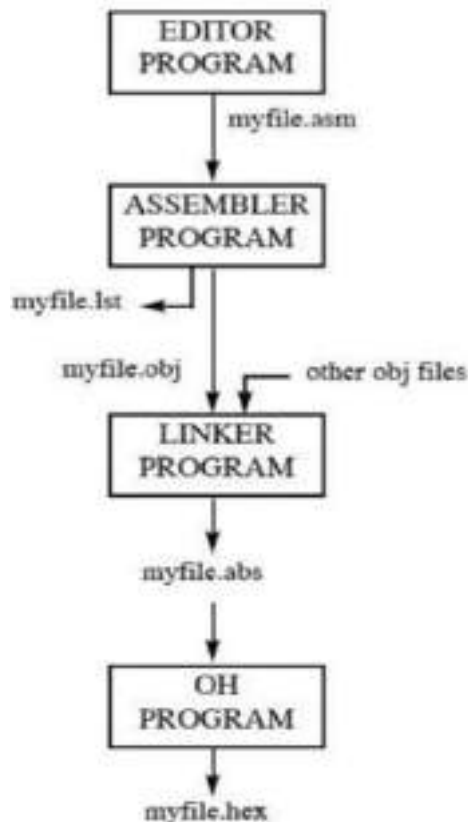 EDITOR
PROGRAM
myfile.asm
ASSEMBLER
PROGRAM
myfile.lst
myfile.obj
other obj files
LINKER
PROGRAM
myfile.abs
OH
PROGRAM
myfile.hex